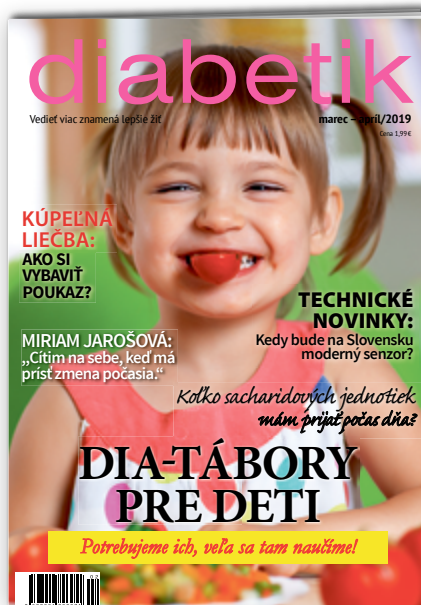 diabetik
Vedieť viac znamená lepšie žiť
marec – apríl/2019
Cena 1,99 €
KÚPEĽNÁ
LIEČBA:
AKO SI
VYBAVIŤ
POUKAZ?
TECHNICKÉ
NOVINKY:
Kedy bude na Slovensku
moderný senzor?
MIRIAM JAROŠOVÁ:
„Cítim na sebe, keď má
prísť zmena počasia.“
Koľko sacharidových jednotiek
mám prijať počas dňa?
DIA-TÁBORY
PRE DETI
Potrebujeme ich, veľa sa tam naučíme!